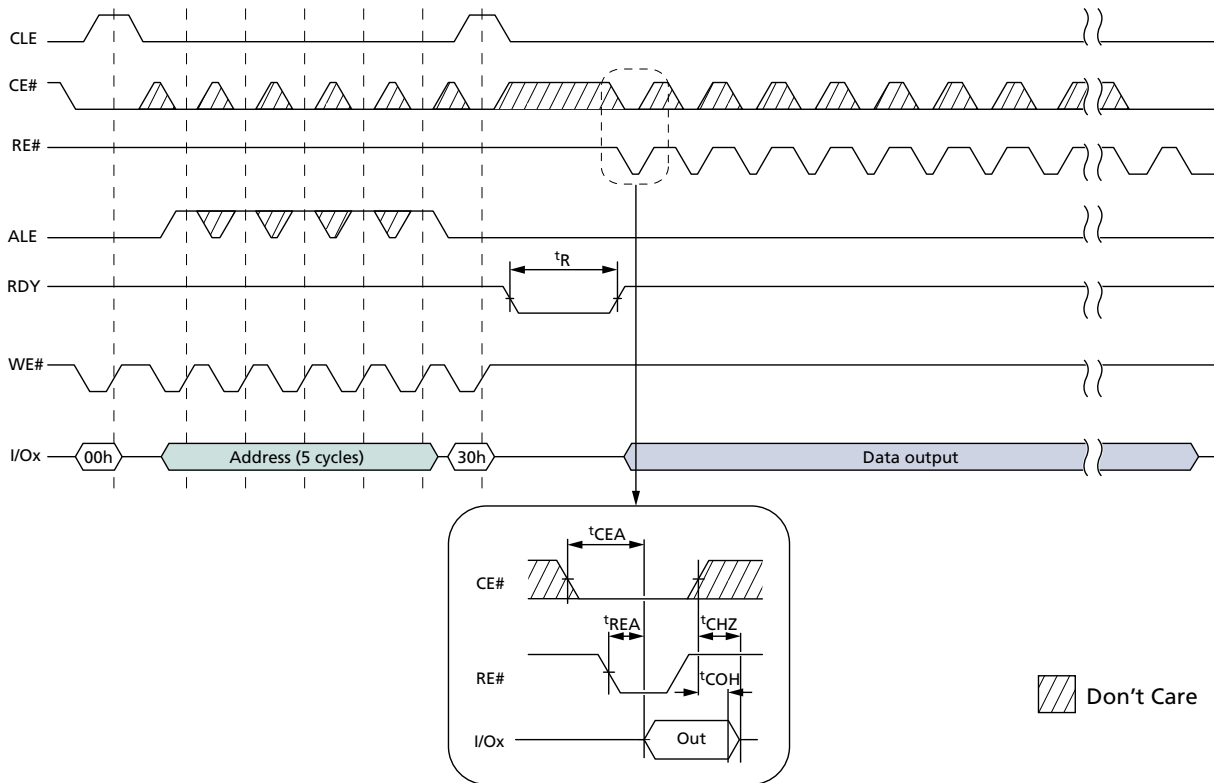 CLE
CE#
RE#
ALE
tR
RDY
WE#
I/Ox
00h
Address (5 cycles)
30h
Data output
tCEA
CE#
tREA
tCHZ
RE#
tCOH
I/Ox
Out
Don't Care